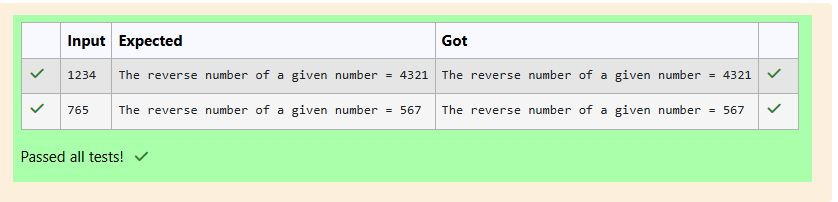 Input Expected Got
1234 The reverse number of a given number = 4321 The reverse number of a given number = 4321
765 The reverse number of a given number = 567 The reverse number of a given number = 567
Passed all tests!